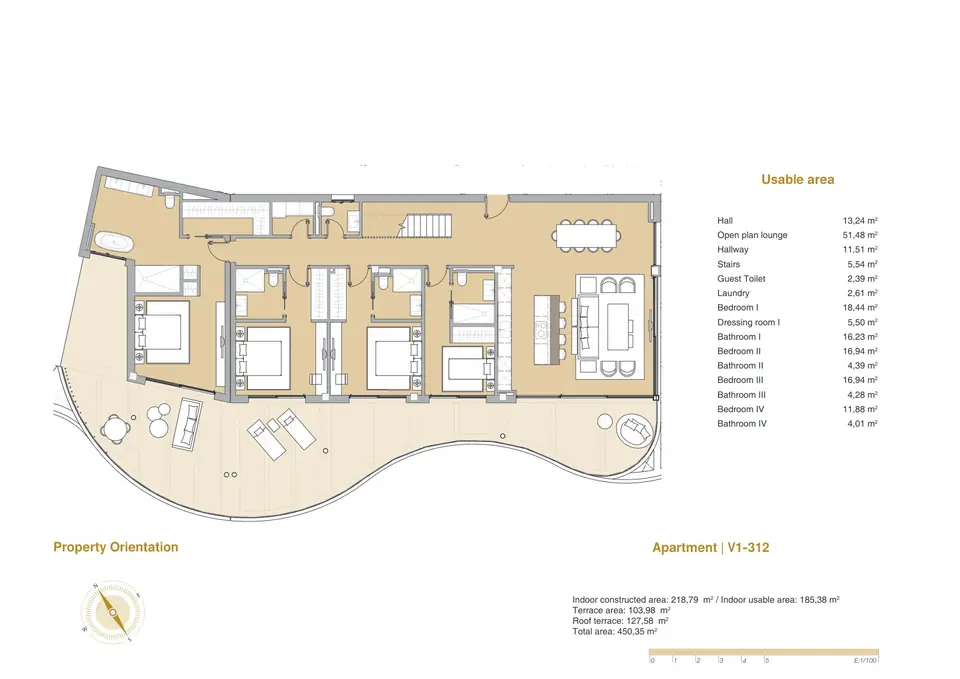 Usable area
Hall 13,24 m²
Open plan lounge 51,48 m²
Hallway 11,51 m²
Stairs 5,54 m²
Guest Toilet 2,39 m²
Laundry 2,61 m²
Bedroom I 18,44 m²
Dressing room I 5,50 m²
Bathroom I 16,23 m²
Bedroom II 16,94 m²
Bathroom II 4,39 m²
Bedroom III 16,94 m²
Bathroom III 4,28 m²
Bedroom IV 11,88 m²
Bathroom IV 4,01 m²
Property Orientation
Apartment | V1-312
N
E
W
S
Indoor constructed area: 218,79 m² / Indoor usable area: 185,38 m²
Terrace area: 103,98 m²
Roof terrace: 127,58 m²
Total area: 450,35 m²
0 1 2 3 4 5 E:1/100